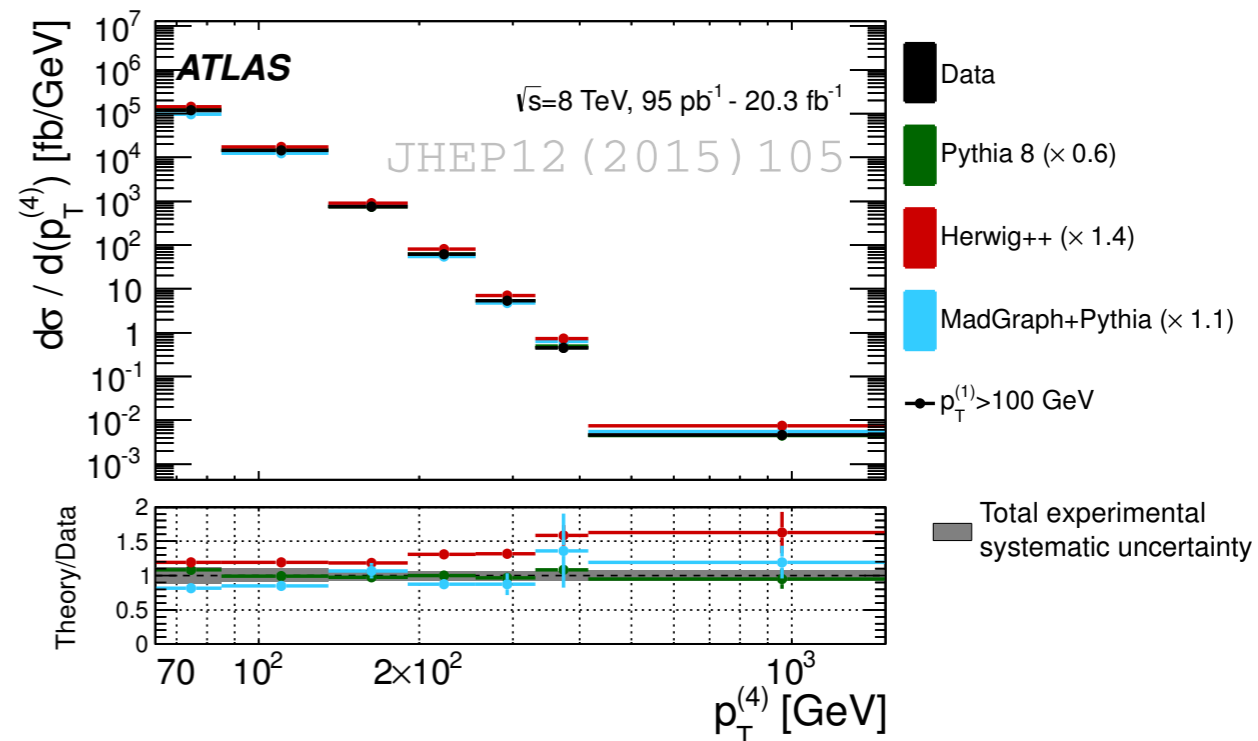 10⁷
10⁶
10⁵
10⁴
10³
10²
10
1
10⁻¹
10⁻²
10⁻³
dσ / d(p_T^(4)) [fb/GeV]
ATLAS
√s=8 TeV, 95 pb⁻¹ - 20.3 fb⁻¹
JHEP12(2015)105
Data
Pythia 8 (× 0.6)
Herwig++ (× 1.4)
MadGraph+Pythia (× 1.1)
p_T^(1)>100 GeV
2
1.5
1
0.5
0
Theory/Data
Total experimental
systematic uncertainty
70 10² 2×10² 10³
p_T^(4) [GeV]